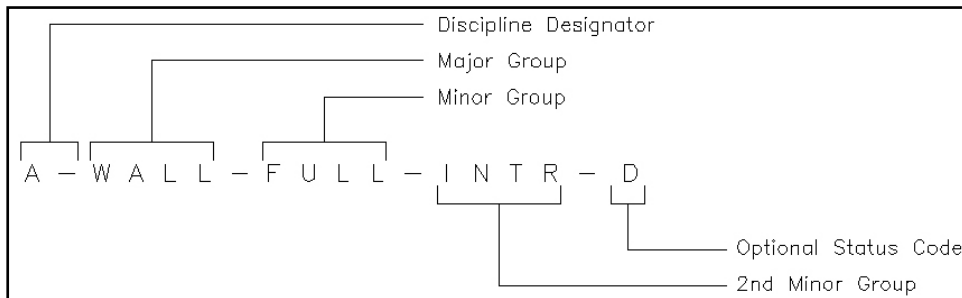 Discipline Designator
Major Group
Minor Group
A - W A L L - F U L L - I N T R - D
Optional Status Code
2nd Minor Group